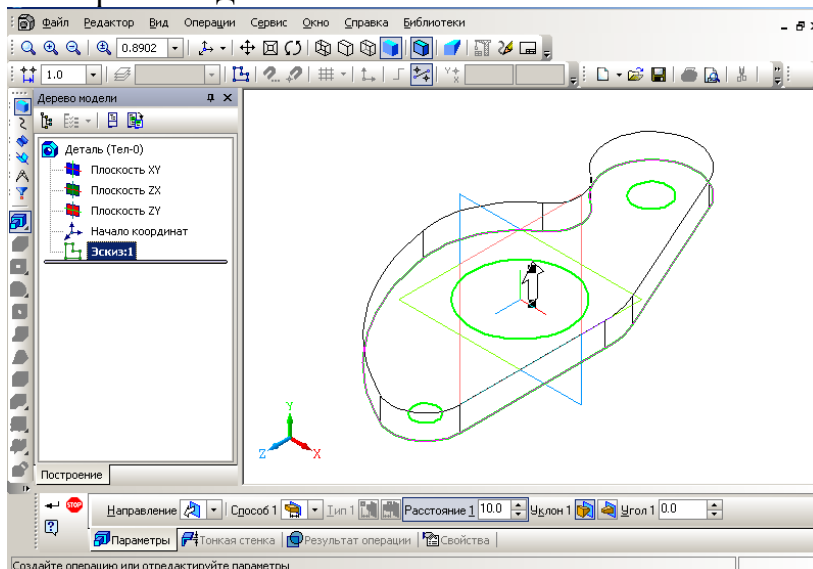 Файл Редактор Вид Операции Сервис Окно Справка Библиотеки
0.8902
1.0
Дерево модели
Деталь (Тел-0)
Плоскость XY
Плоскость ZX
Плоскость ZY
Начало координат
Эскиз:1
Y
Z X
Построение
STOP Направление Способ 1 Тип 1 Расстояние 1 10.0 Уклон 1 Угол 1 0.0
Параметры Тонкая стенка Результат операции Свойства
Создайте операцию или отредактируйте параметры